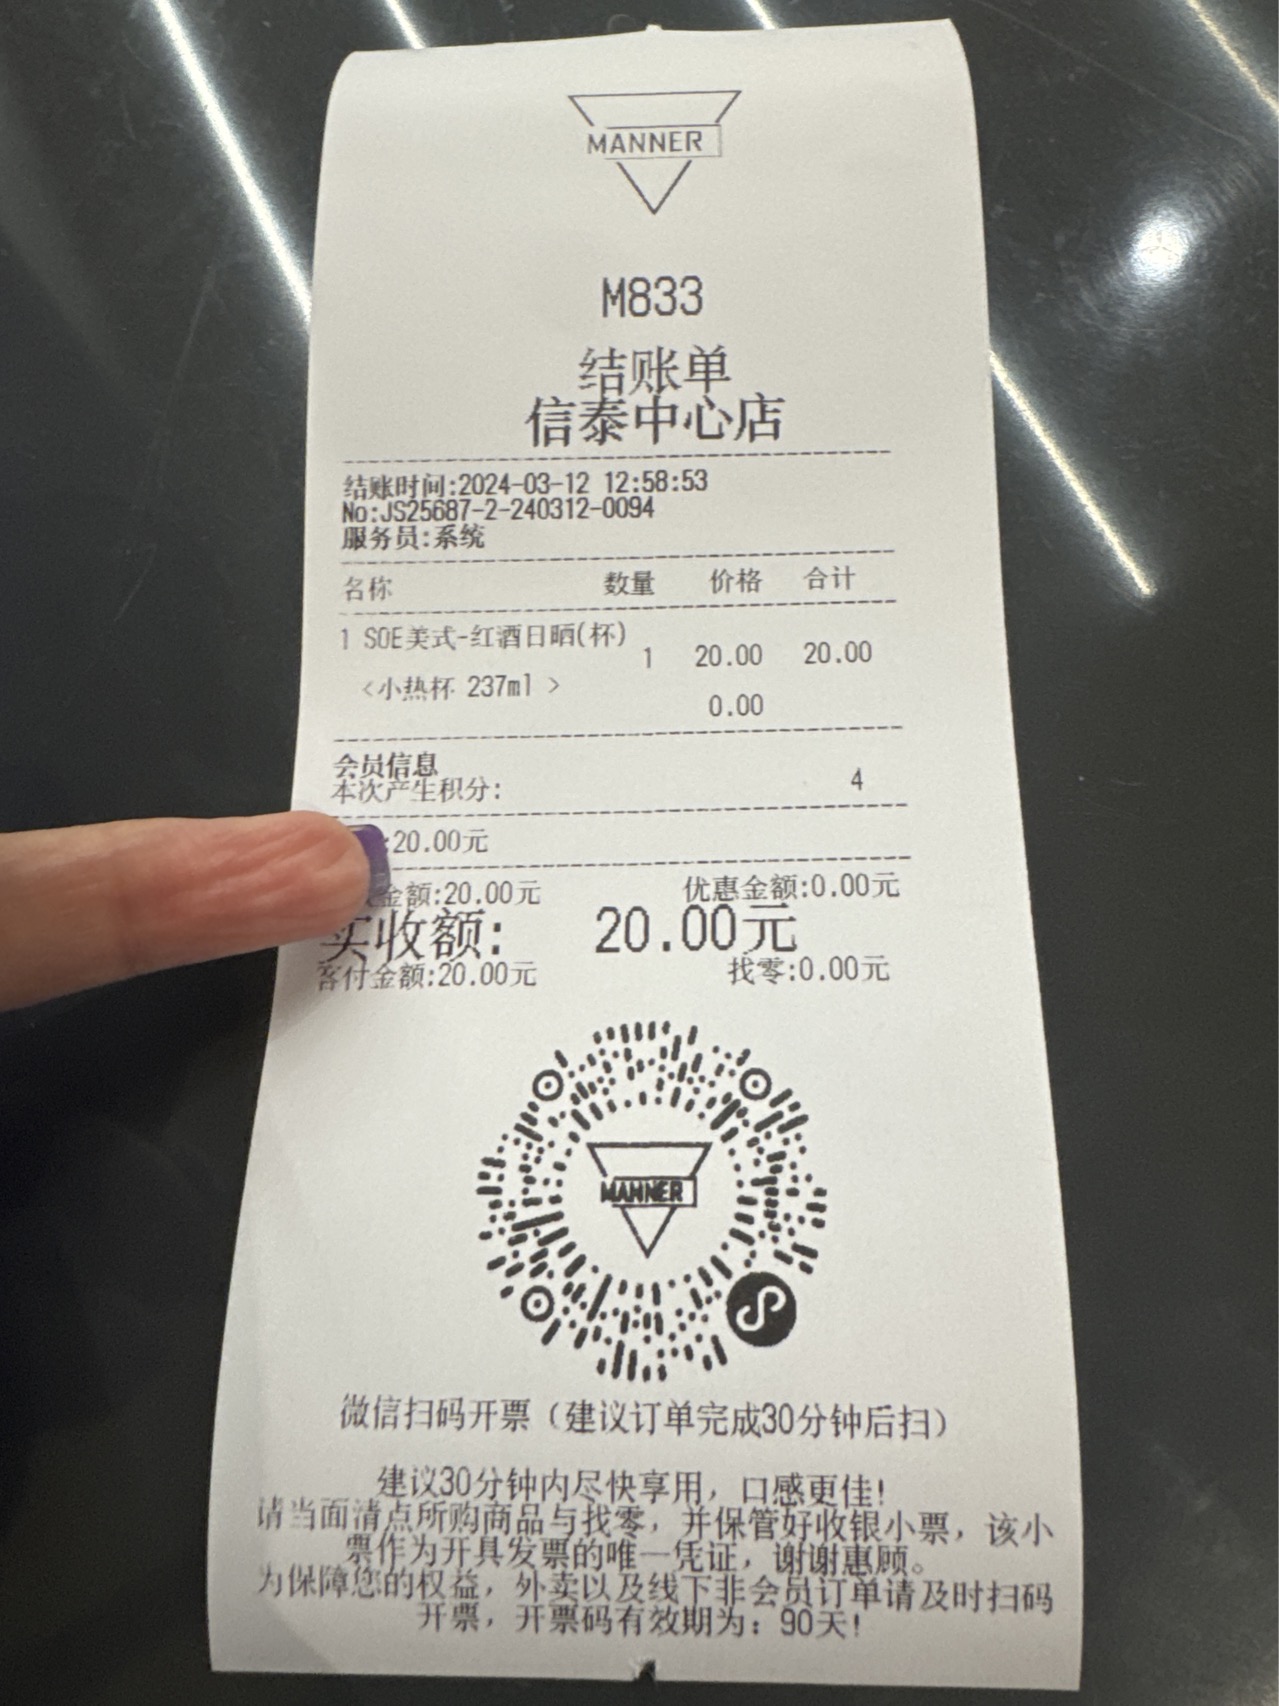 MANNER
M833
结账单
信泰中心店
结账时间:2024-03-12 12:58:53
No:JS25687-2-240312-0094
服务员:系统
名称 数量 价格 合计
1 SOE美式-红酒日晒(杯) 1 20.00 20.00
<小热杯 237ml > 0.00
会员信息
本次产生积分: 4
:20.00元
金额:20.00元 优惠金额:0.00元
实收额: 20.00元
客付金额:20.00元 找零:0.00元
MANNER
微信扫码开票（建议订单完成30分钟后扫）
建议30分钟内尽快享用，口感更佳!
请当面清点所购商品与找零，并保管好收银小票，该小
票作为开具发票的唯一凭证，谢谢惠顾。
为保障您的权益，外卖以及线下非会员订单请及时扫码
开票，开票码有效期为：90天!